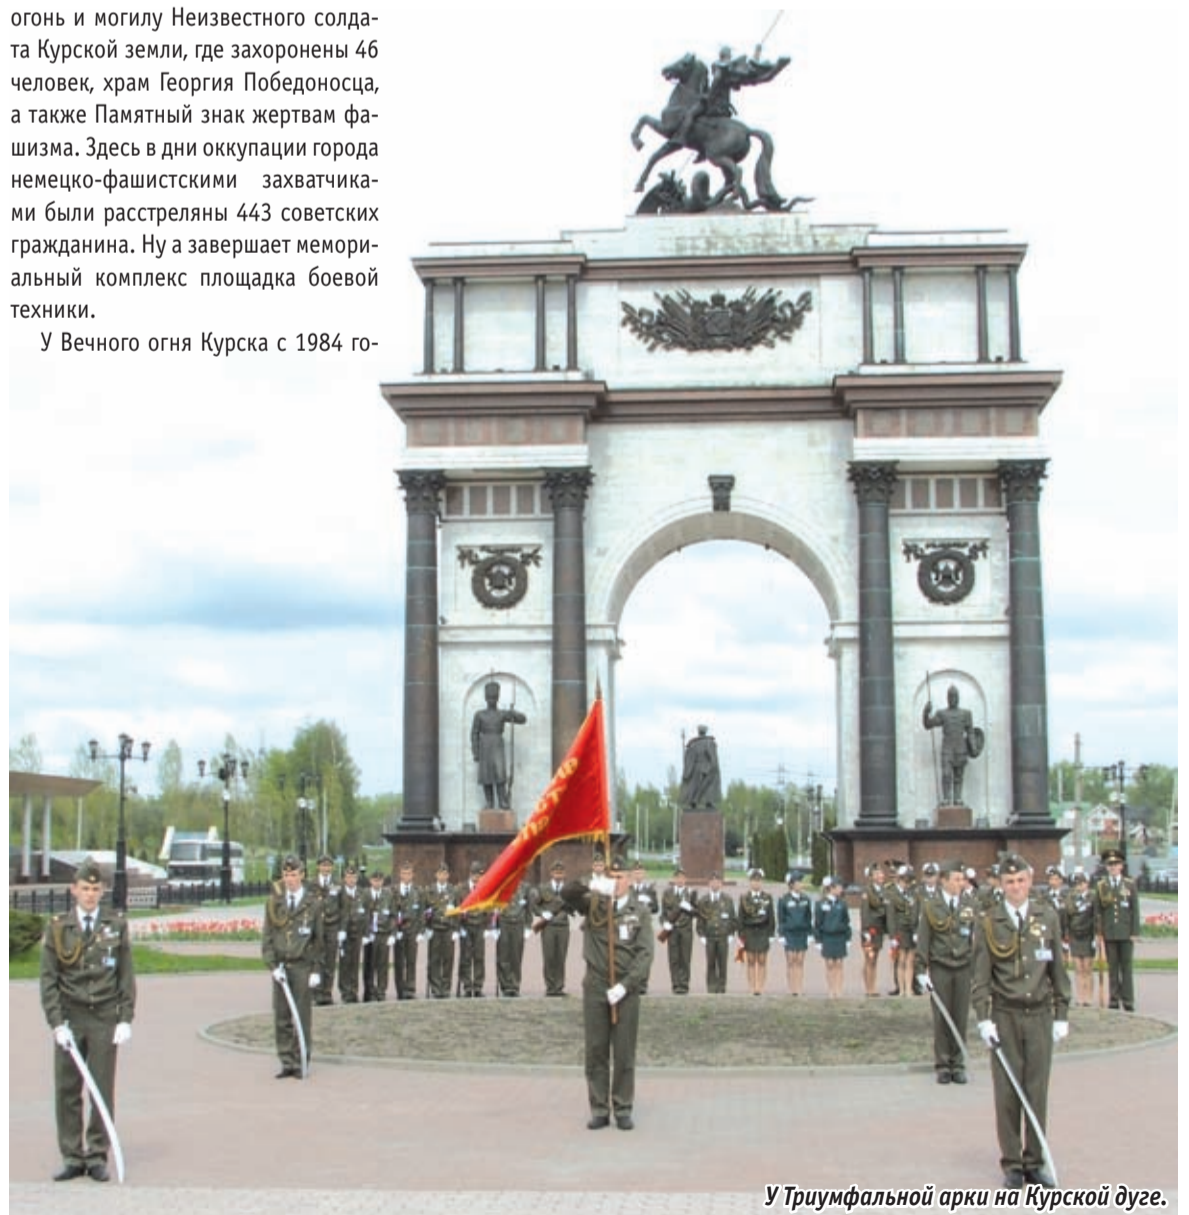 огонь и могилу Неизвестного солда-
та Курской земли, где захоронены 46
человек, храм Георгия Победоносца,
а также Памятный знак жертвам фа-
шизма. Здесь в дни оккупации города
немецко-фашистскими захватчика-
ми были расстреляны 443 советских
гражданина. Ну а завершает мемори-
альный комплекс площадка боевой
техники.
У Вечного огня Курска с 1984 го-
У Триумфальной арки на Курской дуге.